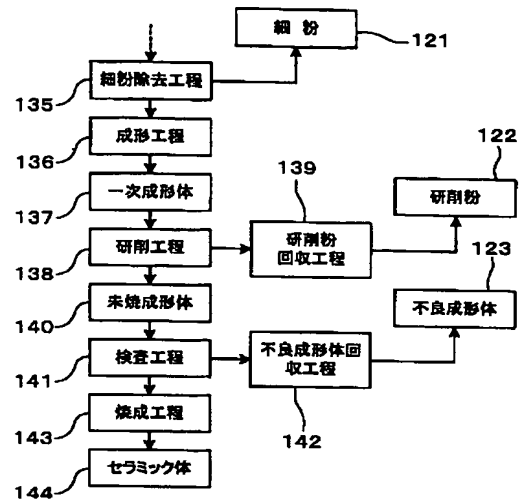 細 粉
121
細粉除去工程
135
成形工程
136
一次成形体
137
139
122
研削粉
研削工程
138
研削粉
回収工程
123
不良成形体
未焼成形体
140
検査工程
141
不良成形体回
収工程
142
焼成工程
143
セラミック体
144